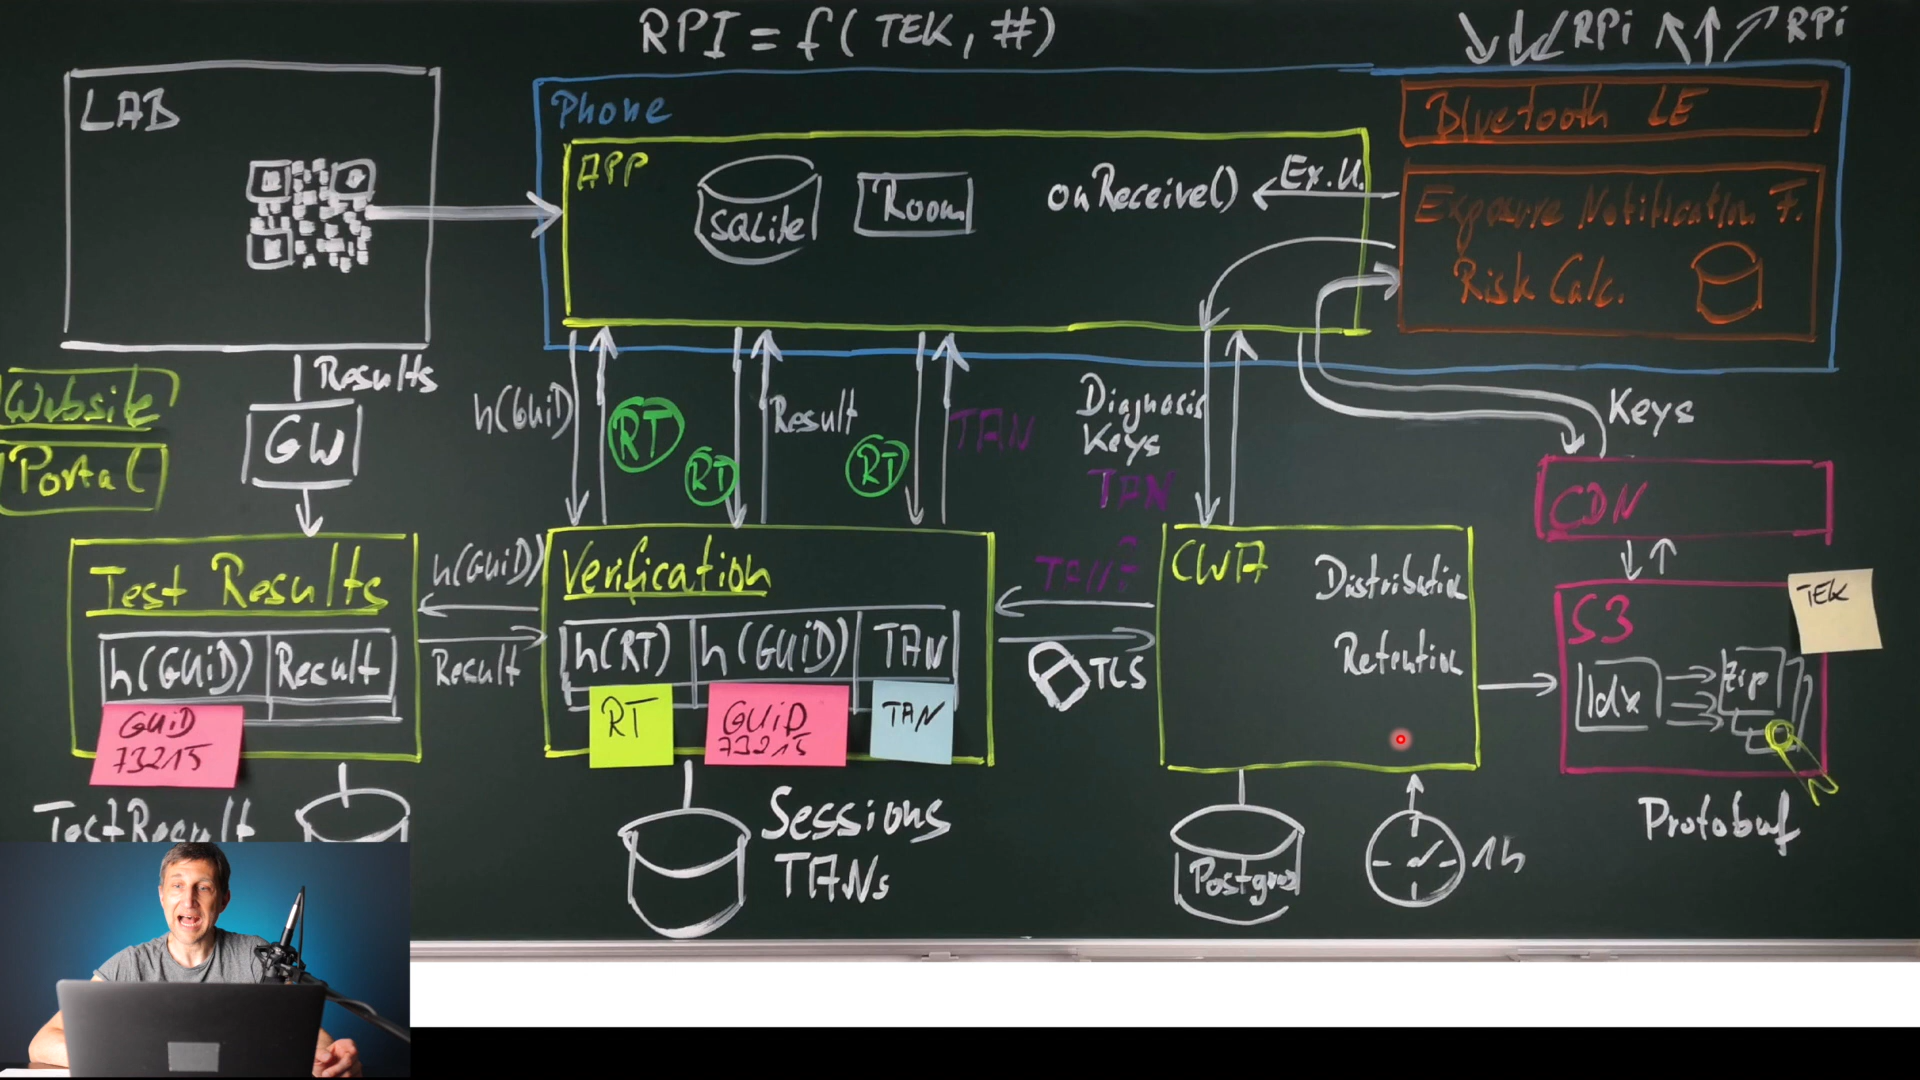 RPI = f(TEK, #)
RPi
RPi
LAB
Phone
Bluetooth LE
APP
SQLite
Room
onReceive()
Ex.U.
Exposure Notification F.
Risk Calc.
Results
Website
Portal
GW
h(GUiD)
RT
RT
Result
RT
TAN
Diagnosis
Keys
TAN
Keys
CDN
Test Results
h(GUiD)
Result
h(GUiD)
Result
Verification
h(RT)
h(GUiD)
TAN
RT
GUiD
73215
TAN
GUiD
73215
TLS
CWA
Distribution
Retention
S3
TEK
Idx
zip
Protobuf
TestResult
Sessions
TANs
Postgres
1h